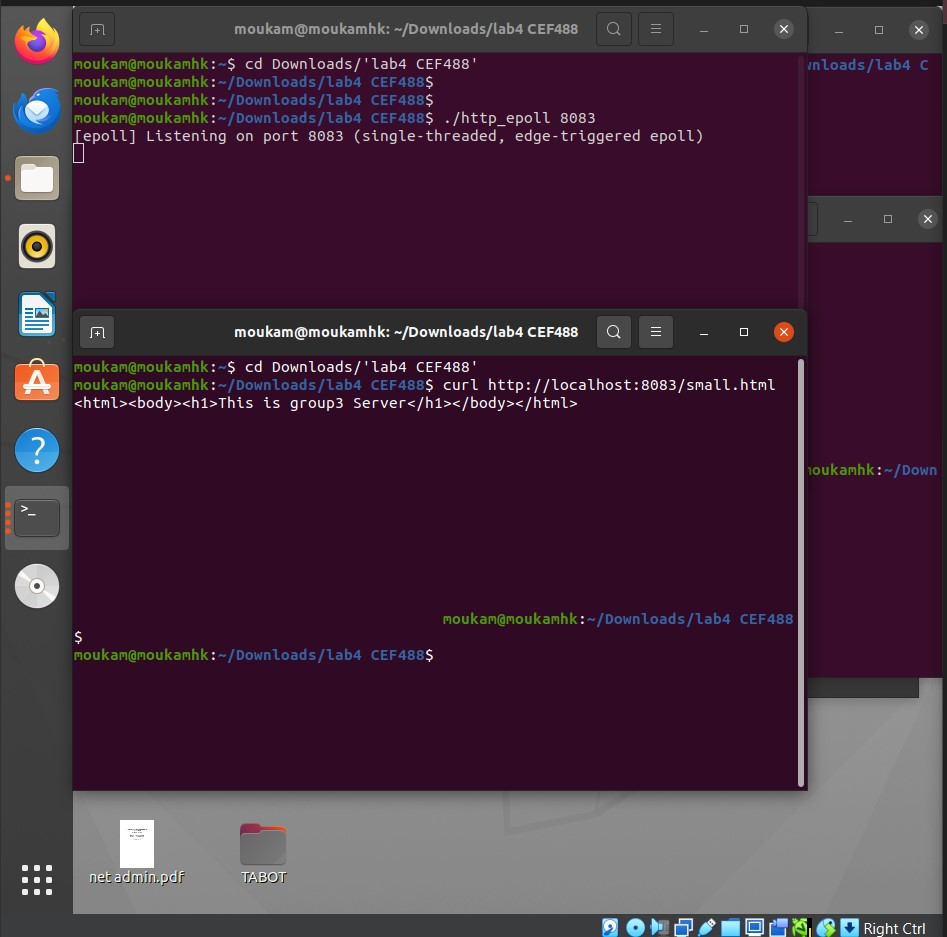 moukam@moukamhk: ~/Downloads/lab4 CEF488
moukam@moukamhk:~$ cd Downloads/'lab4 CEF488'
moukam@moukamhk:~/Downloads/lab4 CEF488$
moukam@moukamhk:~/Downloads/lab4 CEF488$
moukam@moukamhk:~/Downloads/lab4 CEF488$ ./http_epoll 8083
[epoll] Listening on port 8083 (single-threaded, edge-triggered epoll)
wnloads/lab4 C
moukam@moukamhk: ~/Downloads/lab4 CEF488
moukam@moukamhk:~$ cd Downloads/'lab4 CEF488'
moukam@moukamhk:~/Downloads/lab4 CEF488$ curl http://localhost:8083/small.html
<html><body><h1>This is group3 Server</h1></body></html>
moukam@moukamhk:~/Downloads/lab4 CEF488
$
moukam@moukamhk:~/Downloads/lab4 CEF488$
moukamhk:~/Down
net admin.pdf
TABOT
Right Ctrl